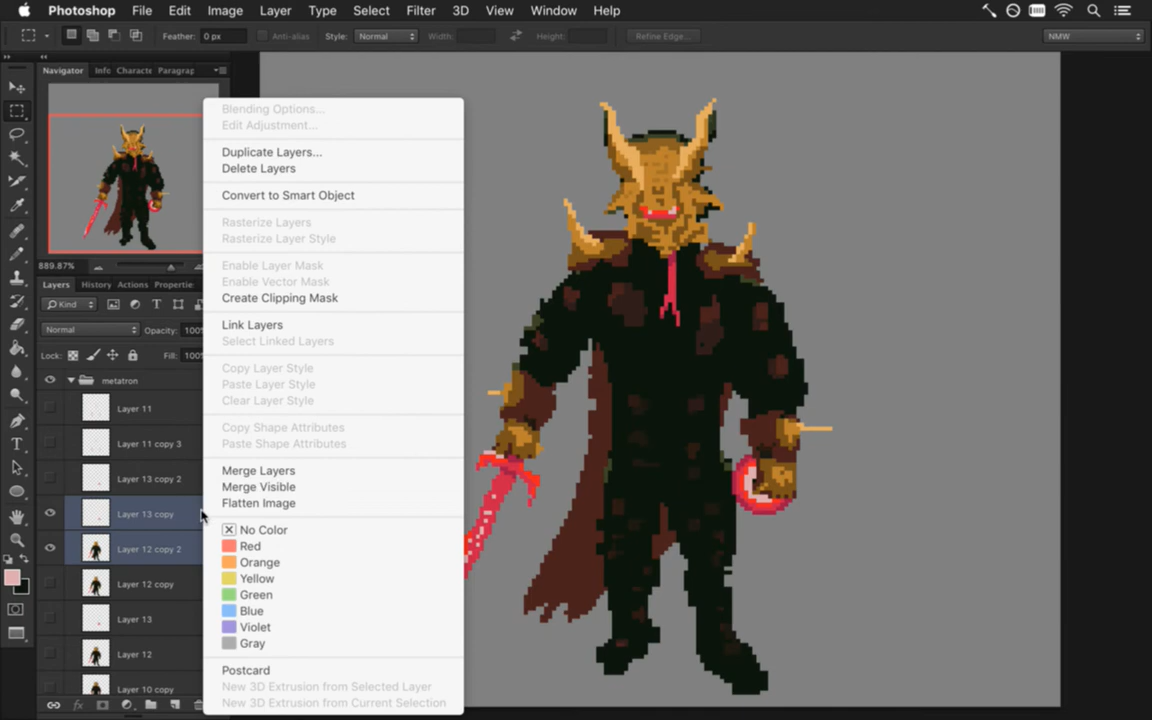 Photoshop File Edit Image Layer Type Select Filter 3D View Window Help
Feather: 0 px Anti-alias Style: Normal Width: Height: Refine Edge... NMW
Navigator Info Characte Paragrap
889.87%
Layers History Actions Propertie
Kind
Normal Opacity: 100%
Lock: Fill: 100
metatron
Layer 11
Layer 11 copy 3
Layer 13 copy 2
Layer 13 copy
Layer 12 copy 2
Layer 12 copy
Layer 13
Layer 12
Layer 10 copy
Blending Options...
Edit Adjustment...
Duplicate Layers...
Delete Layers
Convert to Smart Object
Rasterize Layers
Rasterize Layer Style
Enable Layer Mask
Enable Vector Mask
Create Clipping Mask
Link Layers
Select Linked Layers
Copy Layer Style
Paste Layer Style
Clear Layer Style
Copy Shape Attributes
Paste Shape Attributes
Merge Layers
Merge Visible
Flatten Image
No Color
Red
Orange
Yellow
Green
Blue
Violet
Gray
Postcard
New 3D Extrusion from Selected Layer
New 3D Extrusion from Current Selection